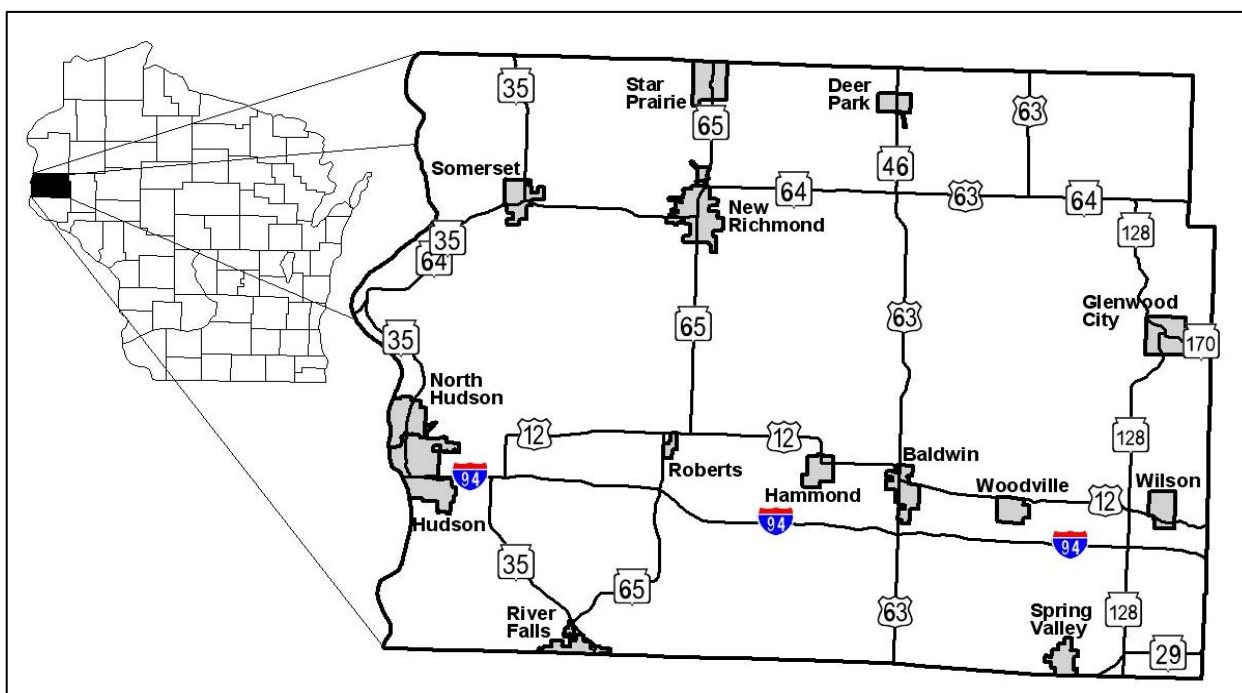 35
Star
Prairie
65
Deer
Park
46
63
Somerset
64
63
64
New
Richmond
128
35
64
Glenwood
City
170
35
65
63
North
Hudson
12
12
128
Roberts
94
Hudson
Hammond
Baldwin
Woodville
12
Wilson
94
94
35
65
River
Falls
63
Spring
Valley
128
29